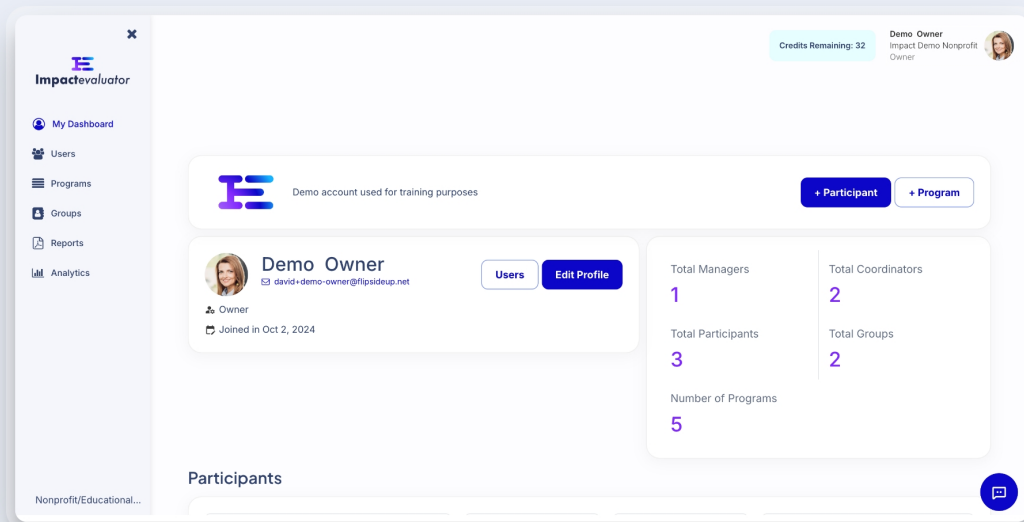 Impactevaluator
My Dashboard
Users
Programs
Groups
Reports
Analytics
Nonprofit/Educational...
Credits Remaining: 32
Demo Owner
Impact Demo Nonprofit
Owner
Demo account used for training purposes
+ Participant
+ Program
Demo Owner
david+demo-owner@flipsideup.net
Users
Edit Profile
Owner
Joined in Oct 2, 2024
Total Managers
1
Total Coordinators
2
Total Participants
3
Total Groups
2
Number of Programs
5
Participants